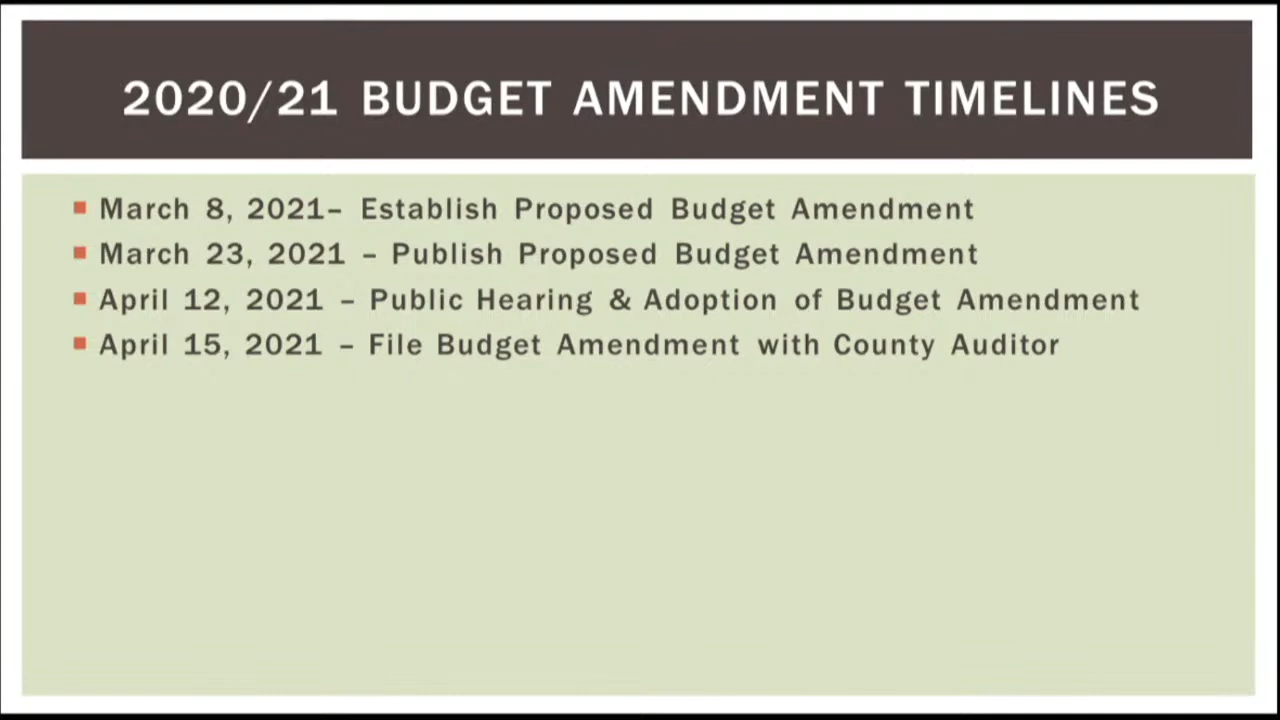 2020/21 BUDGET AMENDMENT TIMELINES
March 8, 2021– Establish Proposed Budget Amendment
March 23, 2021 – Publish Proposed Budget Amendment
April 12, 2021 – Public Hearing & Adoption of Budget Amendment
April 15, 2021 – File Budget Amendment with County Auditor